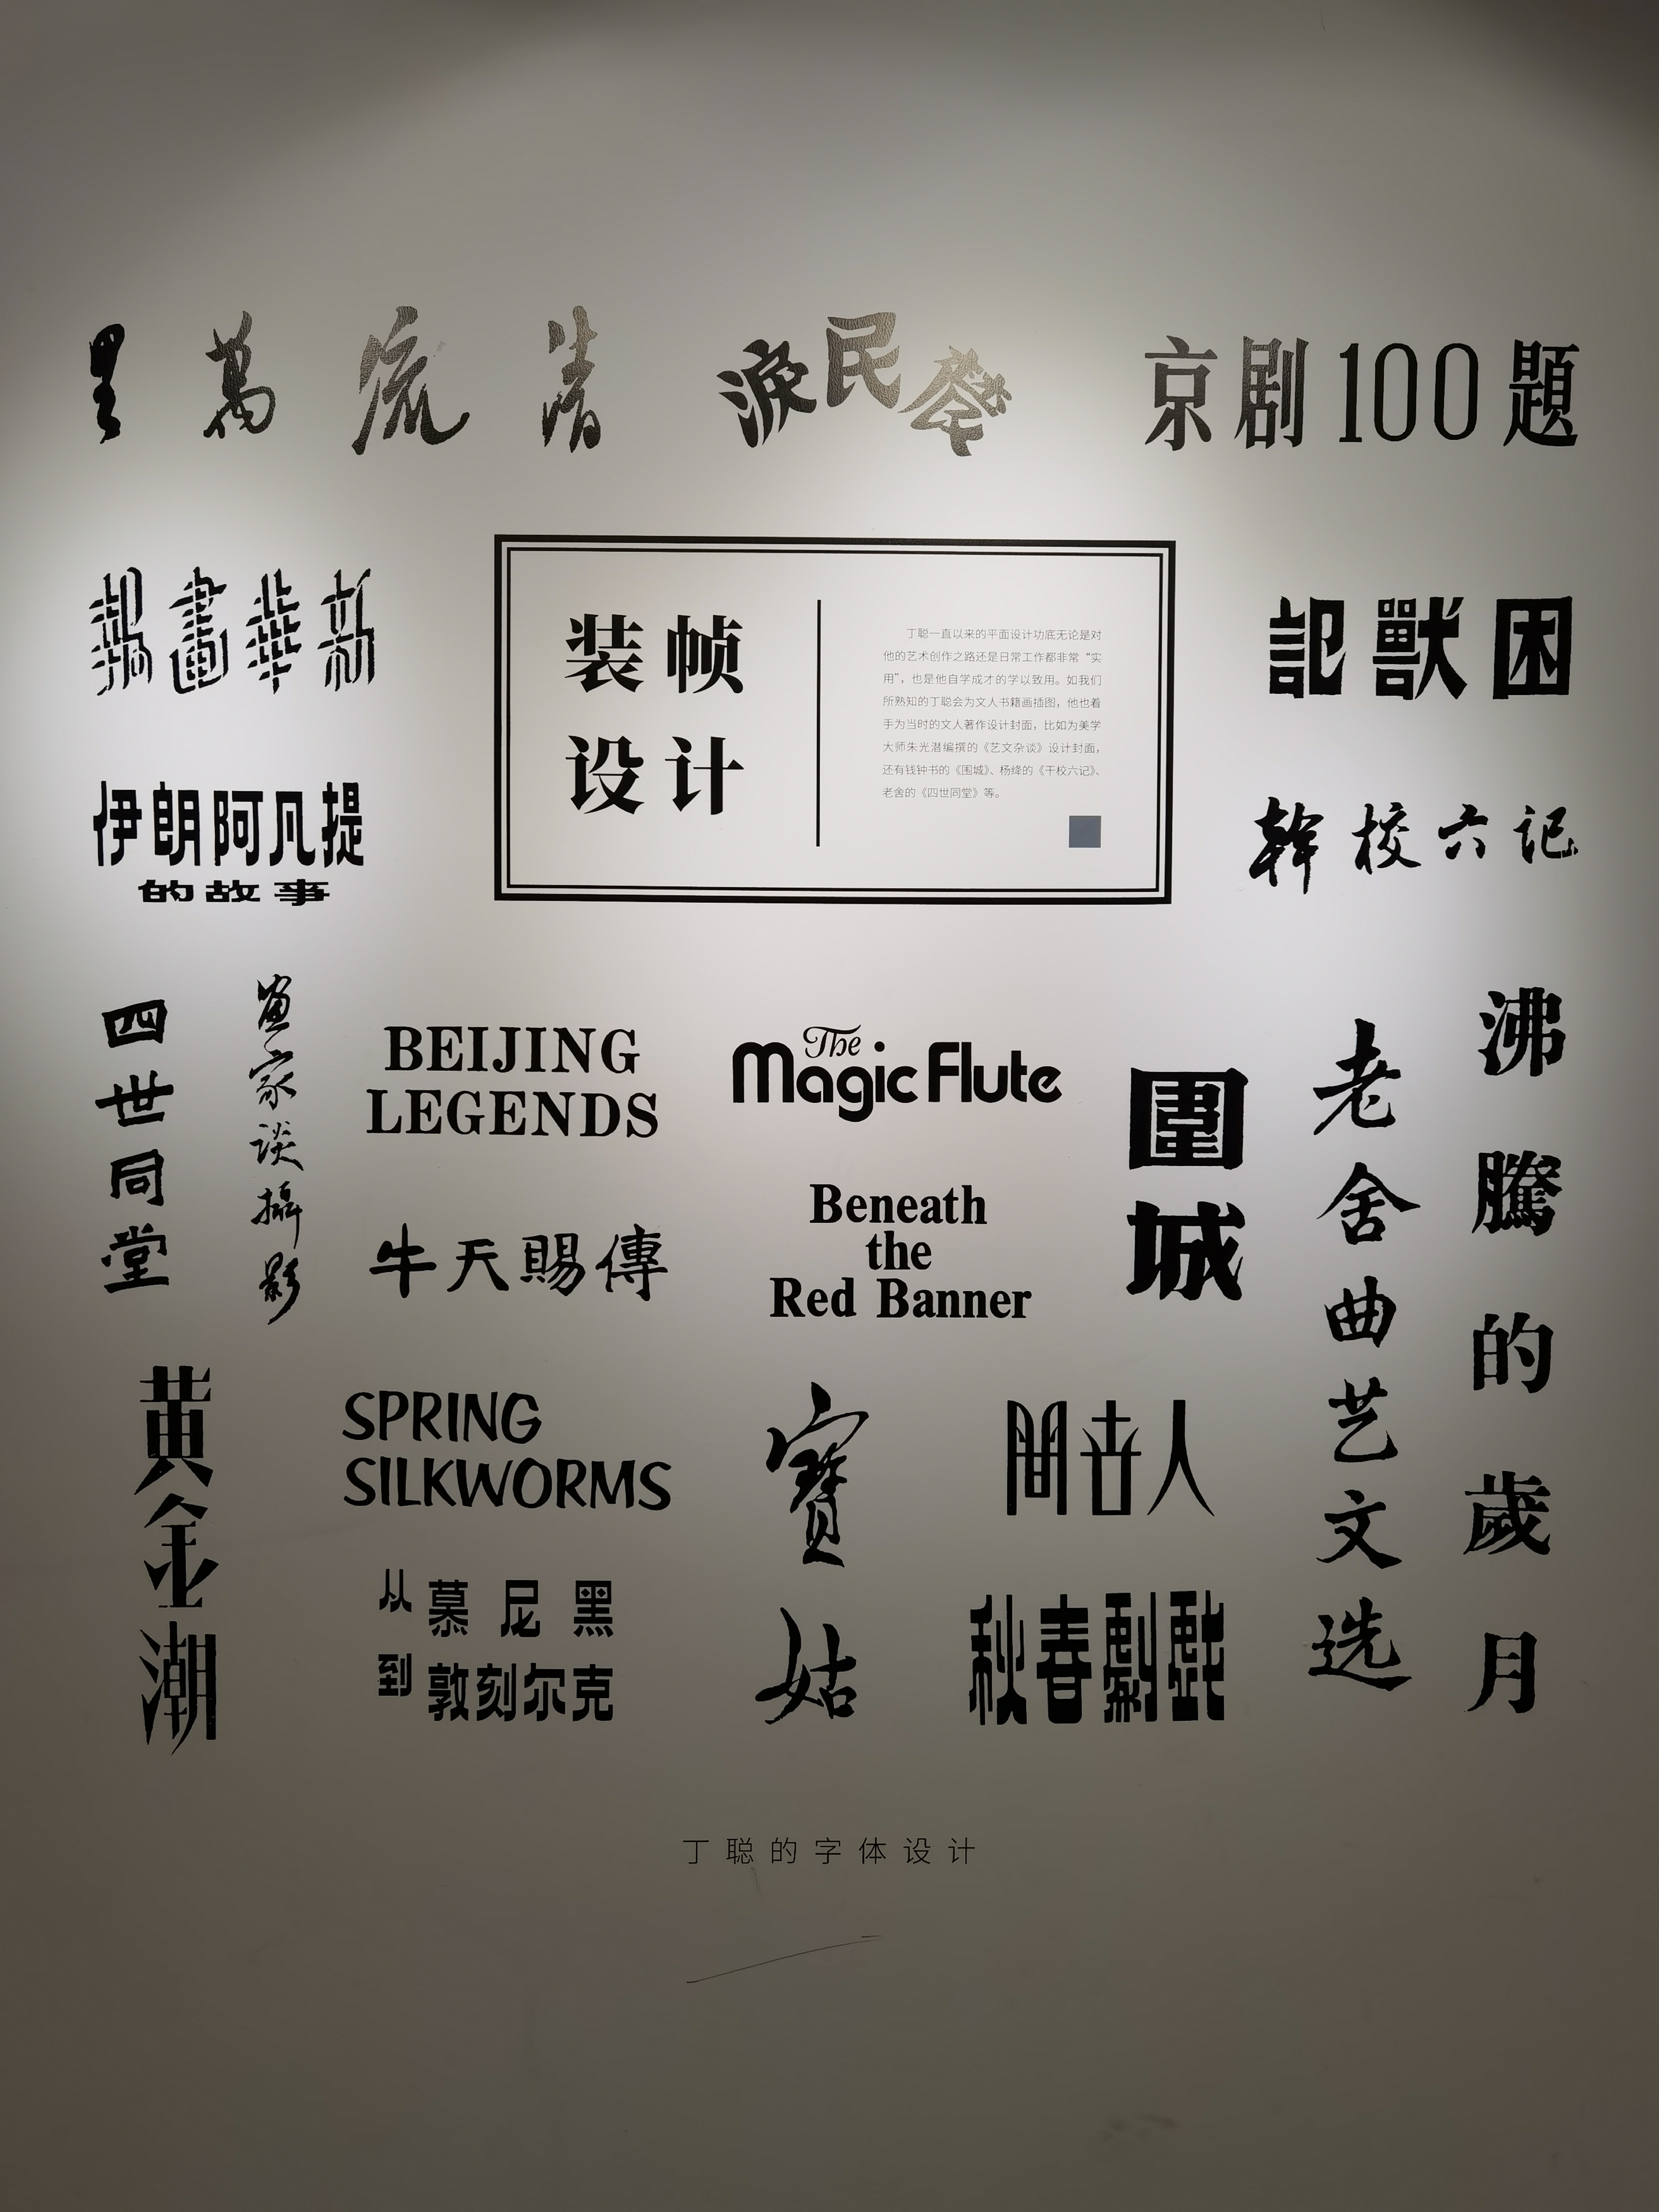 里萬流清
淚民蠶
京剧100题
報畫華新
装帧
设计
丁聪一直以来的平面设计功底无论是对
他的艺术创作之路还是日常工作都非常“实
用”，也是他自学成才的学以致用。如我们
所熟知的丁聪会为文人书籍画插图，他也着
手为当时的文人著作设计封面，比如为美学
大师朱光潜编撰的《艺文杂谈》设计封面，
还有钱钟书的《围城》、杨绛的《干校六记》、
老舍的《四世同堂》等。
記獸困
伊朗阿凡提
的故事
幹校六记
四世同堂
画家谈攝影
BEIJING
LEGENDS
The
Magic Flute
圍城
老舍曲艺文选
沸騰的歲月
牛天賜傳
Beneath
the
Red Banner
黄金潮
SPRING
SILKWORMS
寶姑
間吉人
从慕尼黑
到敦刻尔克
秋春劇戲
丁聪的字体设计